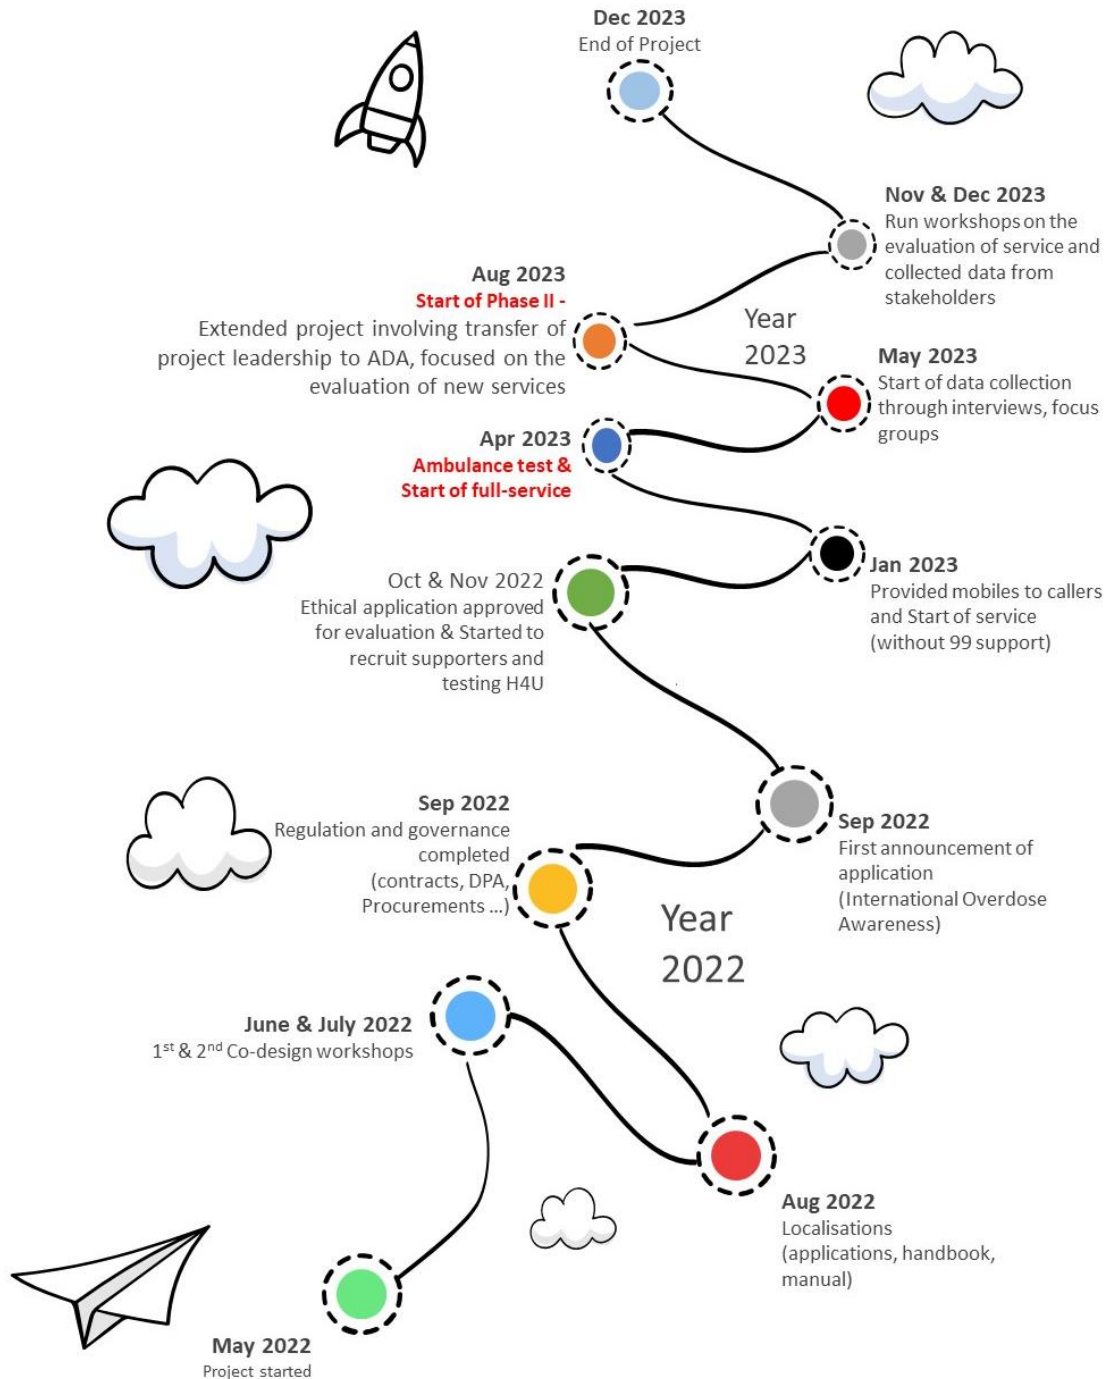 Dec 2023
End of Project
Nov & Dec 2023
Run workshops on the
evaluation of service and
collected data from
stakeholders
Aug 2023
Start of Phase II -
Extended project involving transfer of
project leadership to ADA, focused on the
evaluation of new services
Year
2023
May 2023
Start of data collection
through interviews, focus
groups
Apr 2023
Ambulance test &
Start of full-service
Jan 2023
Provided mobiles to callers
and Start of service
(without 99 support)
Oct & Nov 2022
Ethical application approved
for evaluation & Started to
recruit supporters and
testing H4U
Sep 2022
Regulation and governance
completed
(contracts, DPA,
Procurements ...)
Sep 2022
First announcement of
application
(International Overdose
Awareness)
Year
2022
June & July 2022
1st & 2nd Co-design workshops
Aug 2022
Localisations
(applications, handbook,
manual)
May 2022
Project started